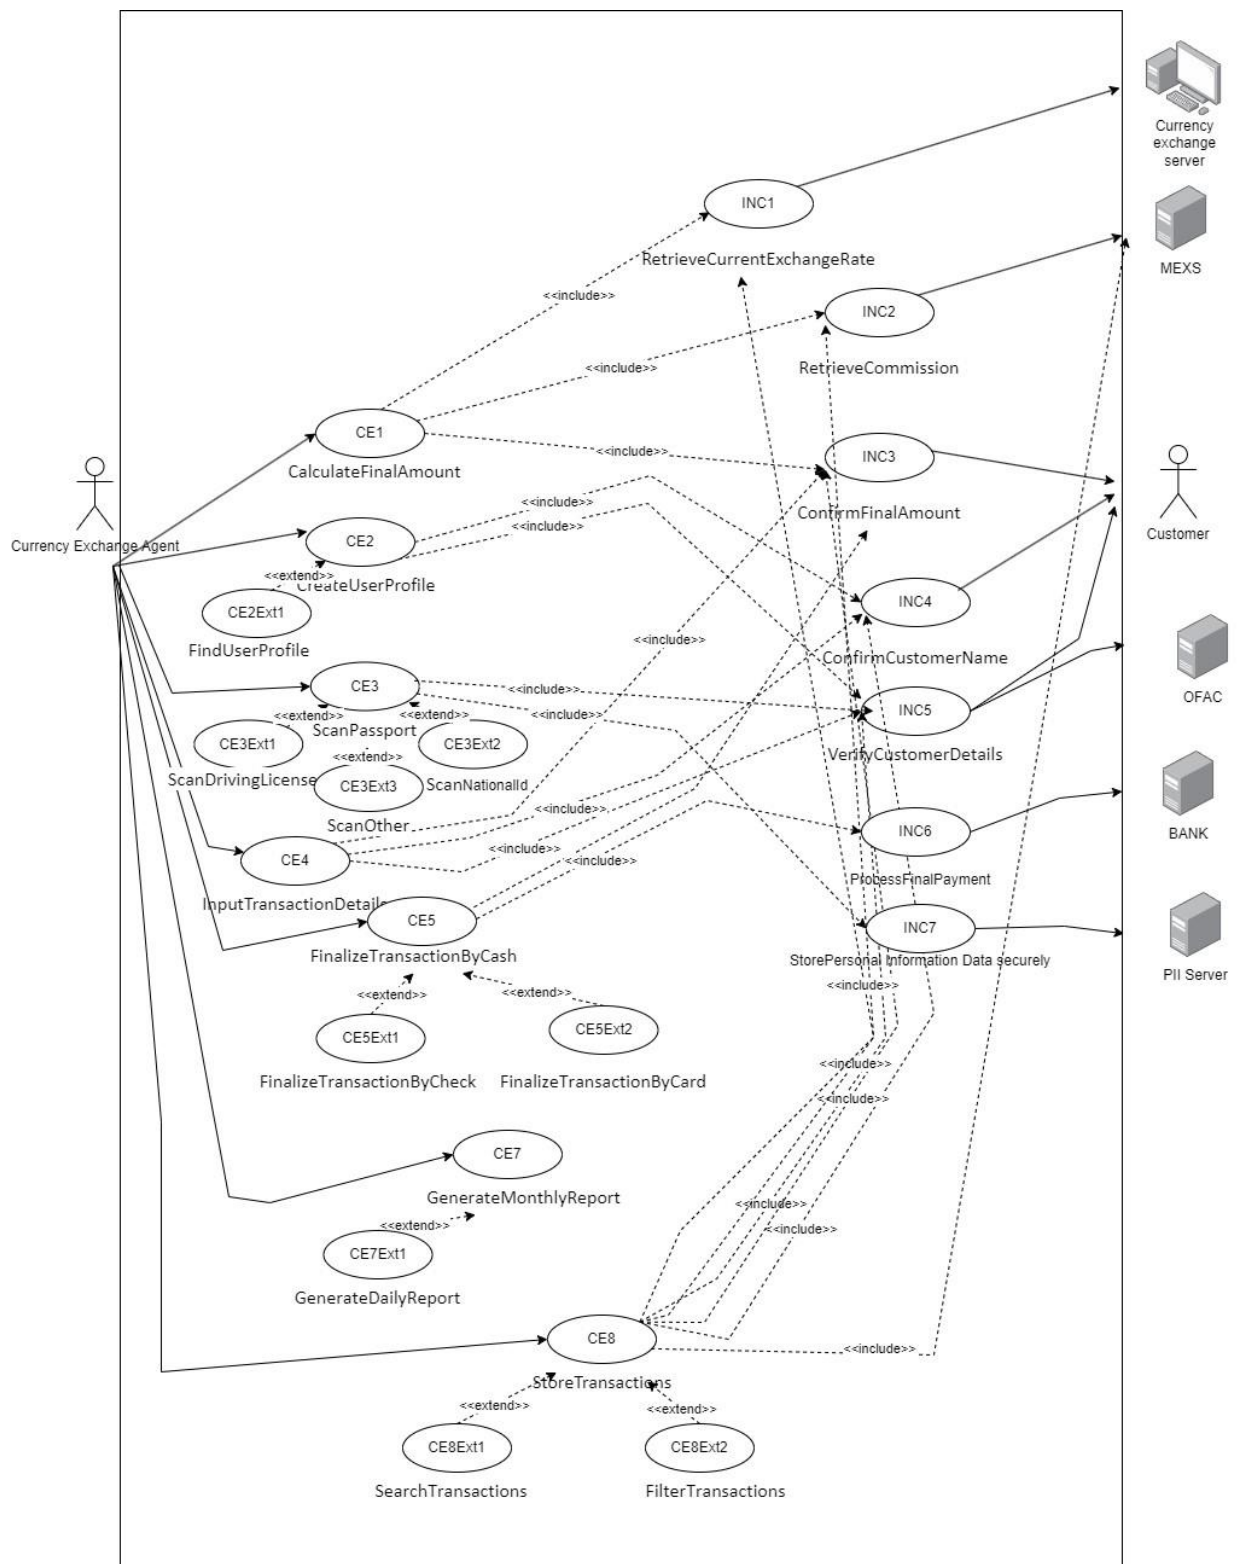 Currency
exchange
server
INC1
MEXS
RetrieveCurrentExchangeRate
<<include>>
INC2
<<include>>
RetrieveCommission
CE1
<<include>>
INC3
CalculateFinalAmount
ConfirmFinalAmount
Customer
Currency Exchange Agent
<<include>>
<<include>>
CE2
<<extend>>
CreateUserProfile
CE2Ext1
INC4
FindUserProfile
<<include>>
ConfirmCustomerName
OFAC
CE3
<<include>>
INC5
<<extend>>
<<extend>>
<<include>>
ScanPassport
CE3Ext1
CE3Ext2
VerifyCustomerDetails
<<extend>>
ScanDrivingLicense
CE3Ext3
ScanNationalId
ScanOther
<<include>>
INC6
BANK
<<include>>
CE4
<<include>>
ProcessFinalPayment
InputTransactionDetails
CE5
INC7
FinalizeTransactionByCash
StorePersonal Information Data securely
PII Server
<<extend>>
<<extend>>
<<include>>
CE5Ext1
CE5Ext2
<<include>>
FinalizeTransactionByCheck
FinalizeTransactionByCard
<<include>>
CE7
GenerateMonthlyReport
<<include>>
<<extend>>
<<include>>
CE7Ext1
GenerateDailyReport
CE8
<<include>>
StoreTransactions
<<extend>>
<<extend>>
CE8Ext1
CE8Ext2
SearchTransactions
FilterTransactions